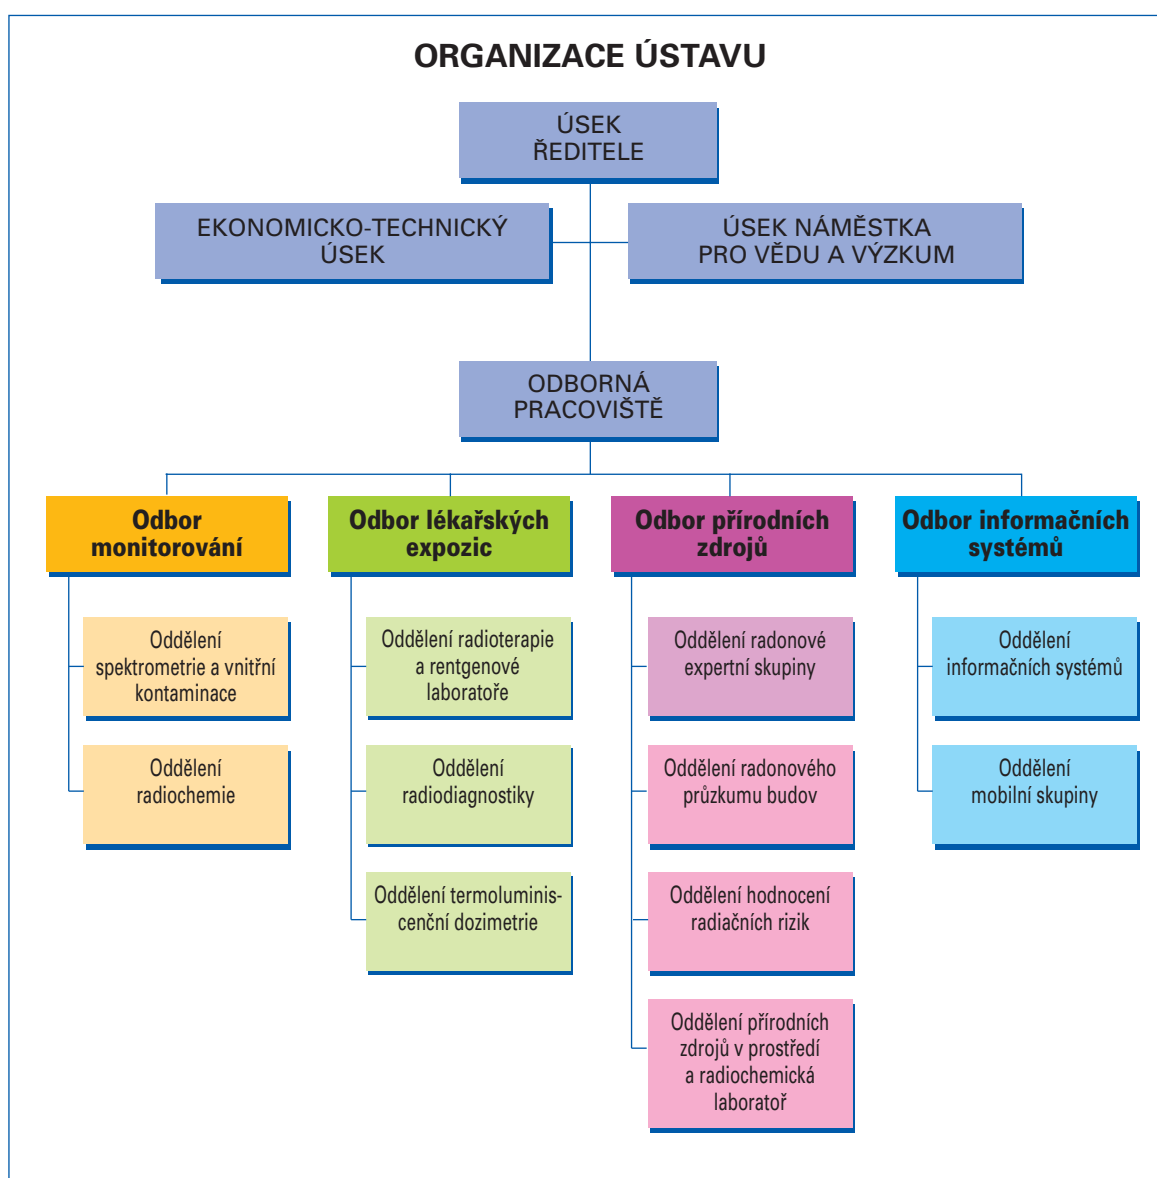 ORGANIZACE ÚSTAVU
ÚSEK
ŘEDITELE
EKONOMICKO-TECHNICKÝ
ÚSEK
ÚSEK NÁMĚSTKA
PRO VĚDU A VÝZKUM
ODBORNÁ
PRACOVIŠTĚ
Odbor
monitorování
Oddělení
spektrometrie a vnitřní
kontaminace
Oddělení
radiochemie
Odbor lékařských
expozic
Oddělení radioterapie
a rentgenové
laboratoře
Oddělení
radiodiagnostiky
Oddělení termoluminis-
cenční dozimetrie
Odbor přírodních
zdrojů
Oddělení radonové
expertní skupiny
Oddělení radonového
průzkumu budov
Oddělení hodnocení
radiačních rizik
Oddělení přírodních
zdrojů v prostředí
a radiochemická
laboratoř
Odbor informačních
systémů
Oddělení
informačních systémů
Oddělení
mobilní skupiny